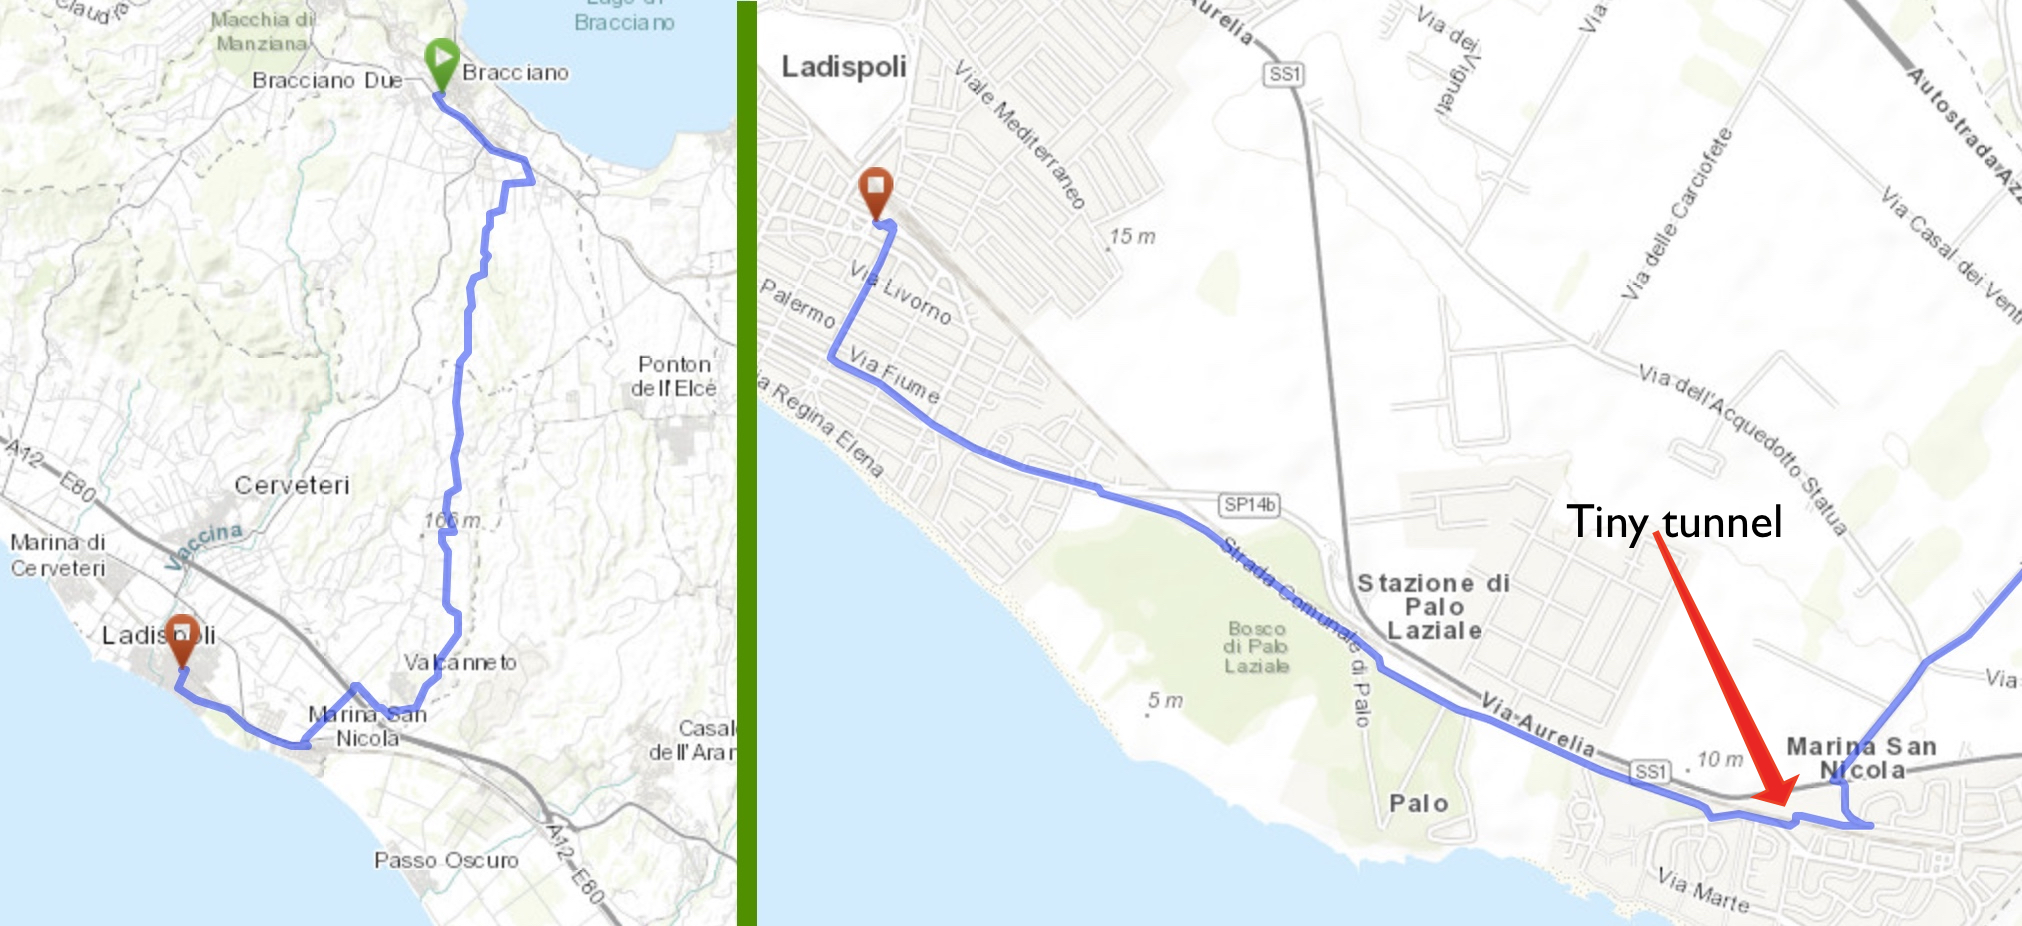 Claudia
Lago di
Bracciano
Macchia di
Manziana
Bracciano Due
Bracciano
Ponton
dell'Elce
A12
E80
Cerveteri
166 m
Vaccina
Marina di
Cerveteri
Ladispoli
Valcanneto
Marina San
Nicola
Casale
dell'Aran
Passo Oscuro
A12
E80
Aurelia
SS1
Via dei
Vigneti
Via
Autostrada Az
Ladispoli
Viale Mediterraneo
Via delle Carciofete
Via Casal dei Venti
15 m
Via Livorno
Palermo
Via Fiume
ia Regina Elena
Via dell'Acquedotto Statua
SP14b
Tiny tunnel
Strada Comunale di Palo
Stazione di
Palo
Laziale
Bosco
di Palo
Laziale
5 m
Via
Via Aurelia
SS1
10 m
Marina San
Nicola
Palo
Via Marte